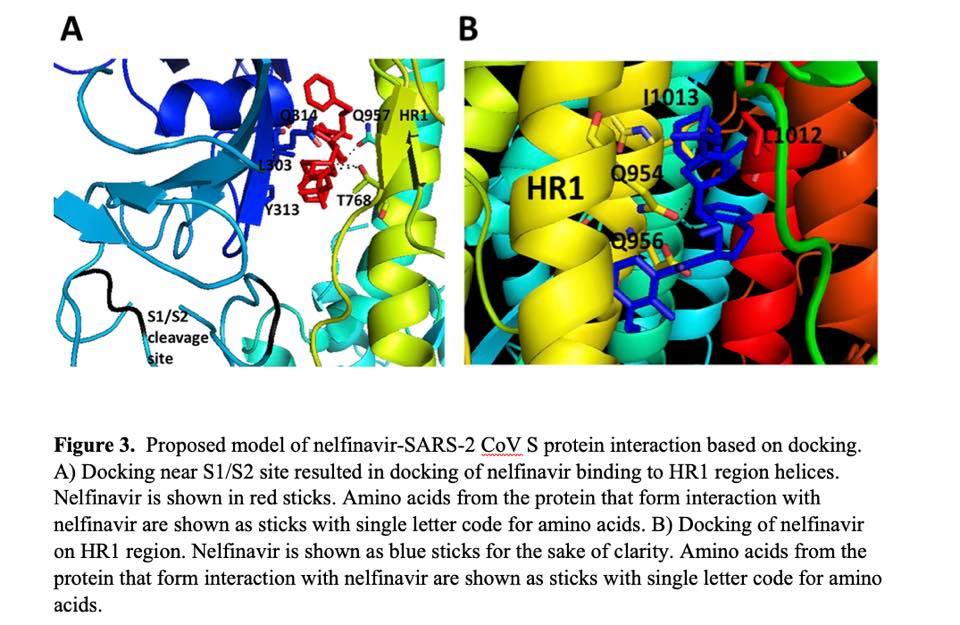 A
B
Q314
Q957
HR1
L303
T768
Y313
S1/S2
cleavage
site
I1013
L1012
Q954
HR1
Q956
Figure 3. Proposed model of nelfinavir-SARS-2 CoV S protein interaction based on docking.
A) Docking near S1/S2 site resulted in docking of nelfinavir binding to HR1 region helices.
Nelfinavir is shown in red sticks. Amino acids from the protein that form interaction with
nelfinavir are shown as sticks with single letter code for amino acids. B) Docking of nelfinavir
on HR1 region. Nelfinavir is shown as blue sticks for the sake of clarity. Amino acids from the
protein that form interaction with nelfinavir are shown as sticks with single letter code for amino
acids.